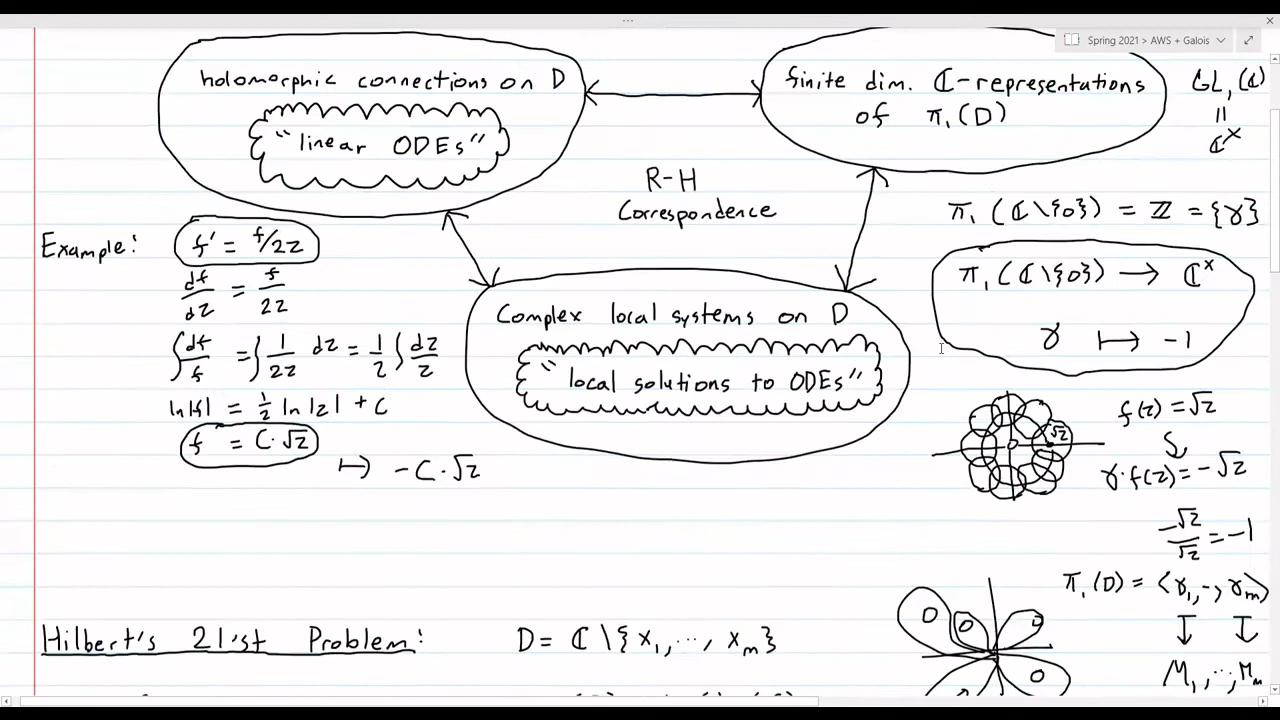 Spring 2021 > AWS + Galois
holomorphic connections on D
"linear ODEs"
finite dim. ℂ-representations
of π₁(D)
GL₁(ℂ)
||
ℂ^×
R-H
Correspondence
π₁(ℂ\{0}) = ℤ = {γ}
π₁(ℂ\{0}) → ℂ^×
γ ↦ -1
Complex local systems on D
"local solutions to ODEs"
Example:
f' = f/2z
df/dz = f/2z
∫ df/f = ∫ 1/2z dz = 1/2 ∫ dz/z
ln|f| = 1/2 ln|z| + C
f = C·√z
↦ -C·√z
√z
f(z) = √z
γ·f(z) = -√z
-√z/√z = -1
π₁(D) = ⟨γ₁, ··, γₘ⟩
↧ ↧
M₁, ··, Mₘ
Hilbert's 21st Problem:
D = ℂ\{x₁, ···, xₘ}